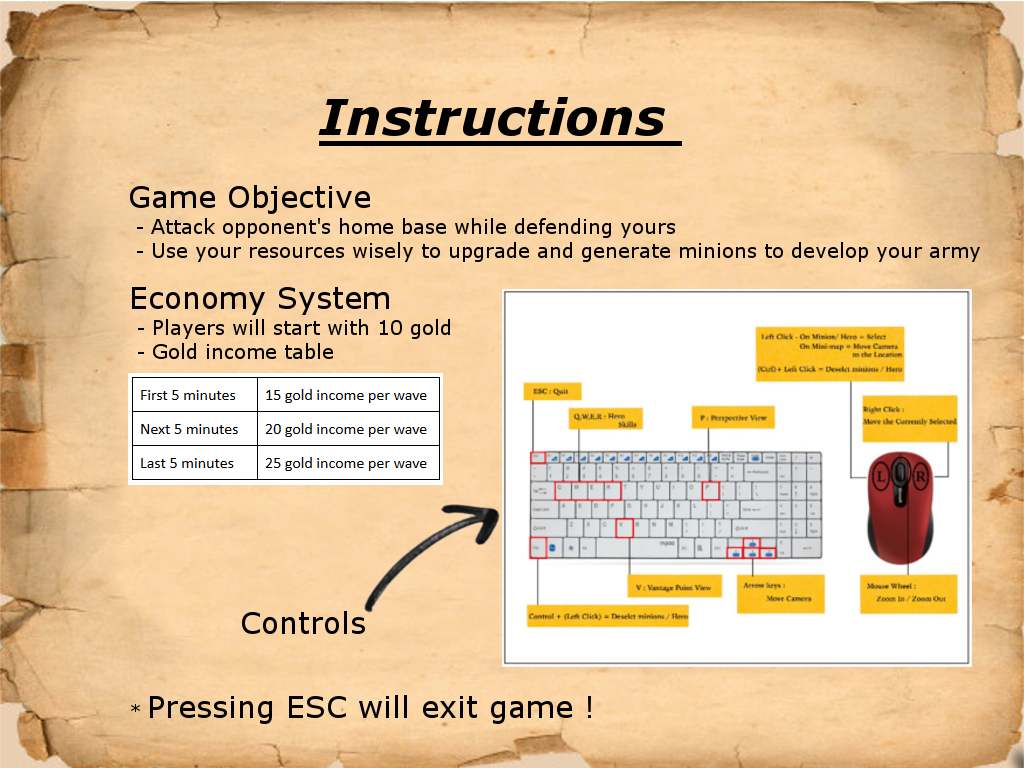 Instructions
Game Objective
- Attack opponent's home base while defending yours
- Use your resources wisely to upgrade and generate minions to develop your army
Economy System
- Players will start with 10 gold
- Gold income table
First 5 minutes 15 gold income per wave
Next 5 minutes 20 gold income per wave
Last 5 minutes 25 gold income per wave
Left Click - On Minion/ Hero = Select
On Mini-map = Move Camera
to the Location
(Ctrl)+ Left Click = Deselct minions / Hero
ESC : Quit
Q,W,E,R - Hero
Skills
P : Perspective View
Right Click :
Move the Currently Selected
L R
V : Vantage Point View
Arrow keys :
Move Camera
Mouse Wheel :
Zoom In / Zoom Out
Control + (Left Click) = Deselct minions / Hero
Controls
* Pressing ESC will exit game !